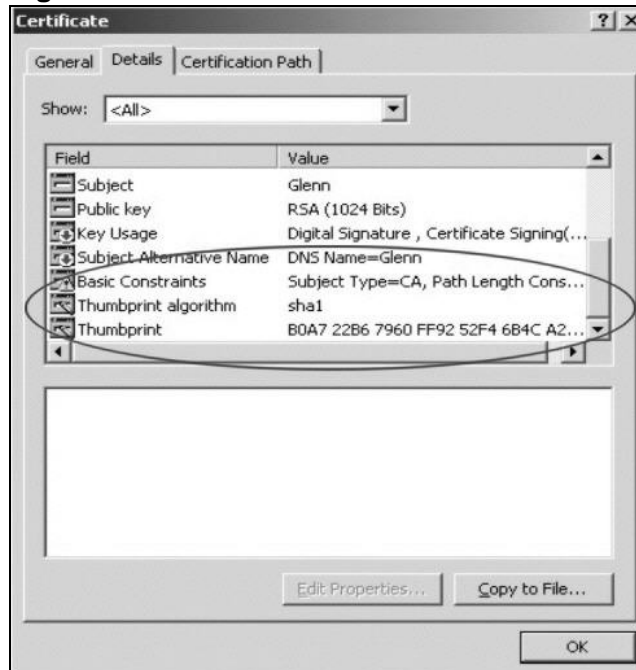 Certificate
General Details Certification Path
Show: <All>
Field Value
Subject Glenn
Public key RSA (1024 Bits)
Key Usage Digital Signature , Certificate Signing(...
Subject Alternative Name DNS Name=Glenn
Basic Constraints Subject Type=CA, Path Length Cons...
Thumbprint algorithm sha1
Thumbprint B0A7 22B6 7960 FF92 52F4 6B4C A2...
Edit Properties... Copy to File...
OK